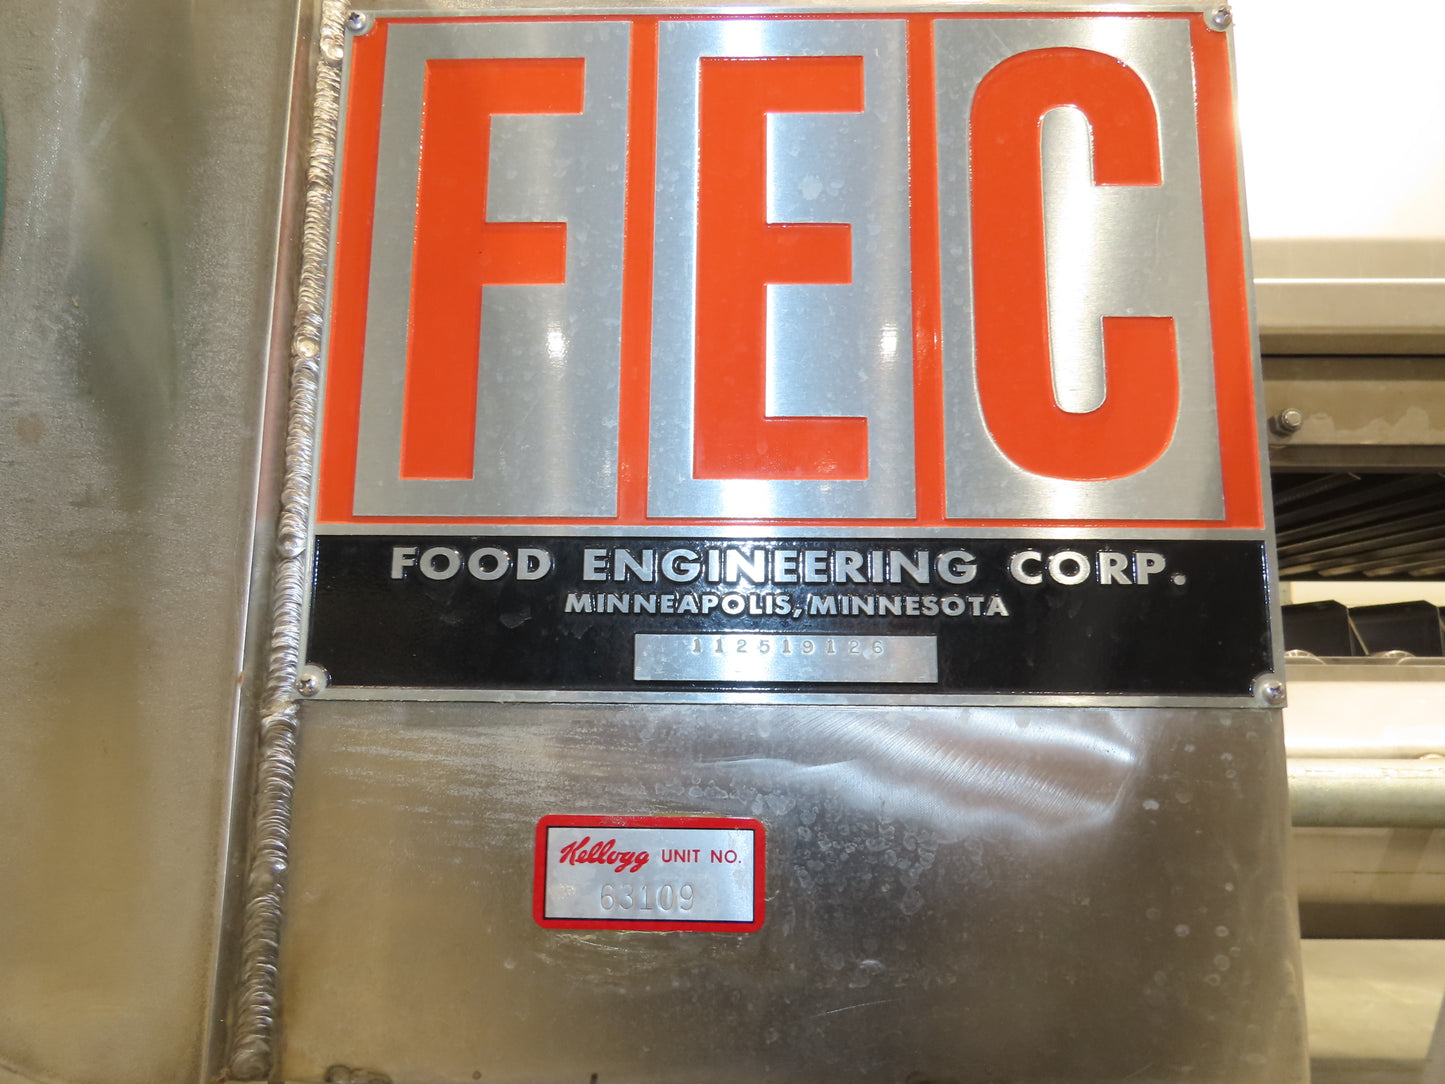 FEC
FOOD ENGINEERING CORP.
MINNEAPOLIS, MINNESOTA
112519126
Kellogg UNIT NO.
63109